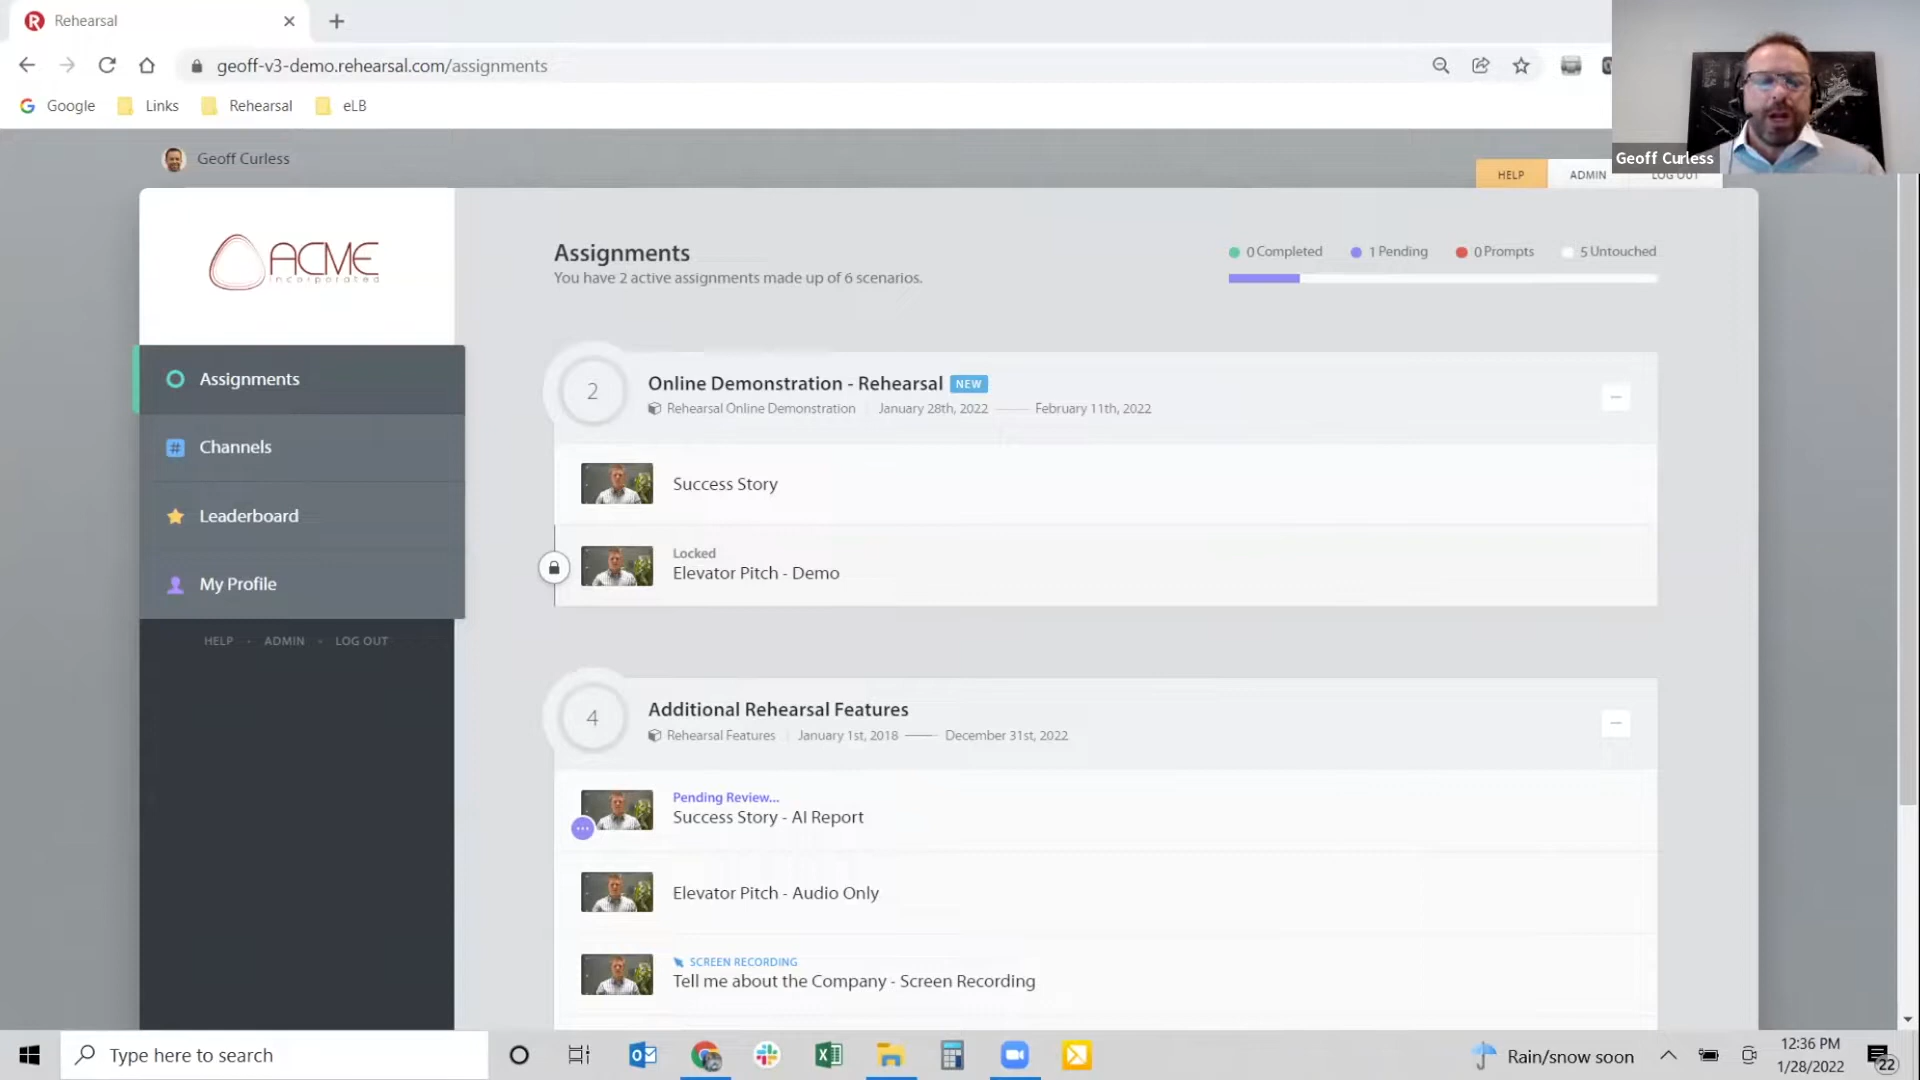 Rehearsal
geoff-v3-demo.rehearsal.com/assignments
Google Links Rehearsal eLB
Geoff Curless
Geoff Curless
HELP ADMIN LOG OUT
ACME
incorporated
Assignments
You have 2 active assignments made up of 6 scenarios.
0 Completed 1 Pending 0 Prompts 5 Untouched
Assignments
Channels
Leaderboard
My Profile
HELP - ADMIN - LOG OUT
2
Online Demonstration - Rehearsal NEW
Rehearsal Online Demonstration January 28th, 2022 February 11th, 2022
Success Story
Locked
Elevator Pitch - Demo
4
Additional Rehearsal Features
Rehearsal Features January 1st, 2018 December 31st, 2022
Pending Review...
Success Story - AI Report
Elevator Pitch - Audio Only
SCREEN RECORDING
Tell me about the Company - Screen Recording
Type here to search
Rain/snow soon
12:36 PM
1/28/2022
22